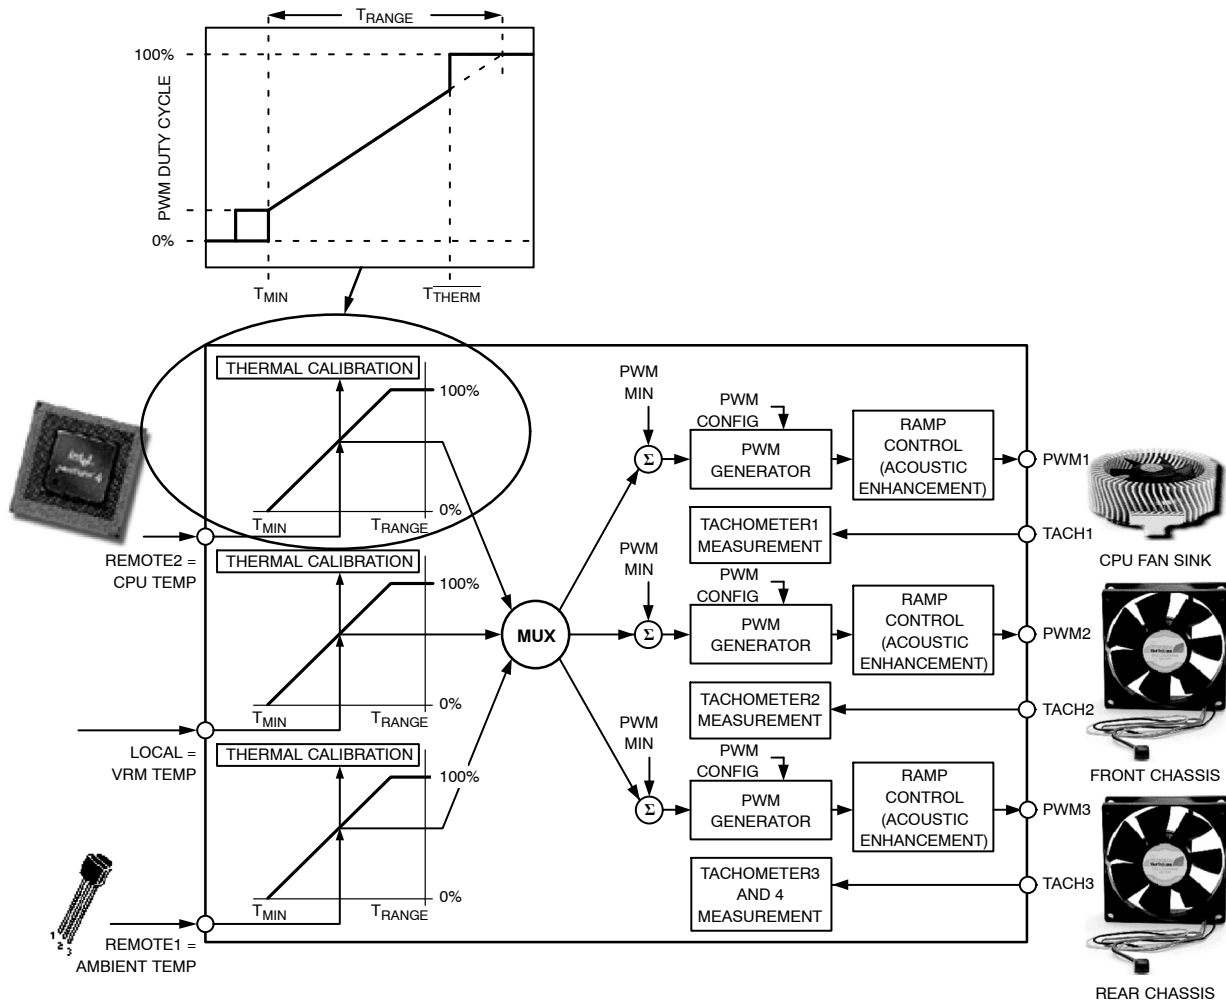 TRANGE
100%
PWM DUTY CYCLE
0%
TMIN
TTHERM
THERMAL CALIBRATION
100%
TMIN
TRANGE
0%
REMOTE2 =
CPU TEMP
THERMAL CALIBRATION
100%
TMIN
TRANGE
0%
LOCAL =
VRM TEMP
THERMAL CALIBRATION
100%
TMIN
TRANGE
0%
REMOTE1 =
AMBIENT TEMP
1
2
3
intel
MUX
PWM
MIN
Σ
PWM
CONFIG
PWM
GENERATOR
RAMP
CONTROL
(ACOUSTIC
ENHANCEMENT)
PWM1
TACHOMETER1
MEASUREMENT
TACH1
CPU FAN SINK
PWM
MIN
Σ
PWM
CONFIG
PWM
GENERATOR
RAMP
CONTROL
(ACOUSTIC
ENHANCEMENT)
PWM2
TACHOMETER2
MEASUREMENT
TACH2
FRONT CHASSIS
PWM
MIN
Σ
PWM
CONFIG
PWM
GENERATOR
RAMP
CONTROL
(ACOUSTIC
ENHANCEMENT)
PWM3
TACHOMETER3
AND 4
MEASUREMENT
TACH3
REAR CHASSIS